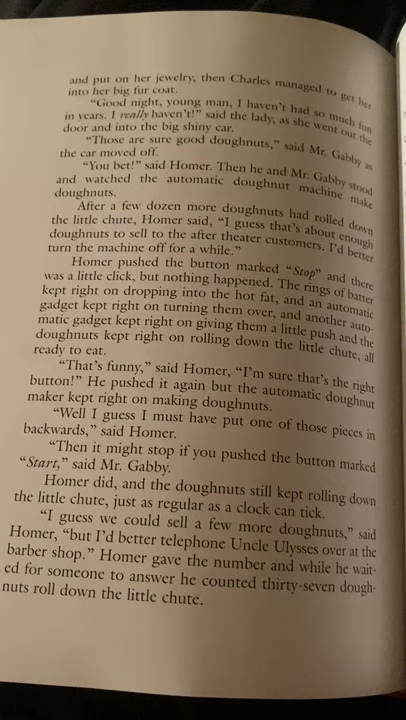 and put on her jewelry, then Charles managed to get her
into her big fur coat.
"Good night, young man, I haven't had so much fun
in years. I really haven't!" said the lady, as she went out the
door and into the big shiny car.
"Those are sure good doughnuts," said Mr. Gabby as
the car moved off.
"You bet!" said Homer. Then he and Mr. Gabby stood
and watched the automatic doughnut machine make
doughnuts.
After a few dozen more doughnuts had rolled down
the little chute, Homer said, "I guess that's about enough
doughnuts to sell to the after theater customers. I'd better
turn the machine off for a while."
Homer pushed the button marked "Stop" and there
was a little click, but nothing happened. The rings of batter
kept right on dropping into the hot fat, and an automatic
gadget kept right on turning them over, and another auto-
matic gadget kept right on giving them a little push and the
doughnuts kept right on rolling down the little chute, all
ready to eat.
"That's funny," said Homer, "I'm sure that's the right
button!" He pushed it again but the automatic doughnut
maker kept right on making doughnuts.
"Well I guess I must have put one of those pieces in
backwards," said Homer.
"Then it might stop if you pushed the button marked
"Start," said Mr. Gabby.
Homer did, and the doughnuts still kept rolling down
the little chute, just as regular as a clock can tick.
"I guess we could sell a few more doughnuts," said
Homer, "but I'd better telephone Uncle Ulysses over at the
barber shop." Homer gave the number and while he wait-
ed for someone to answer he counted thirty-seven dough-
nuts roll down the little chute.